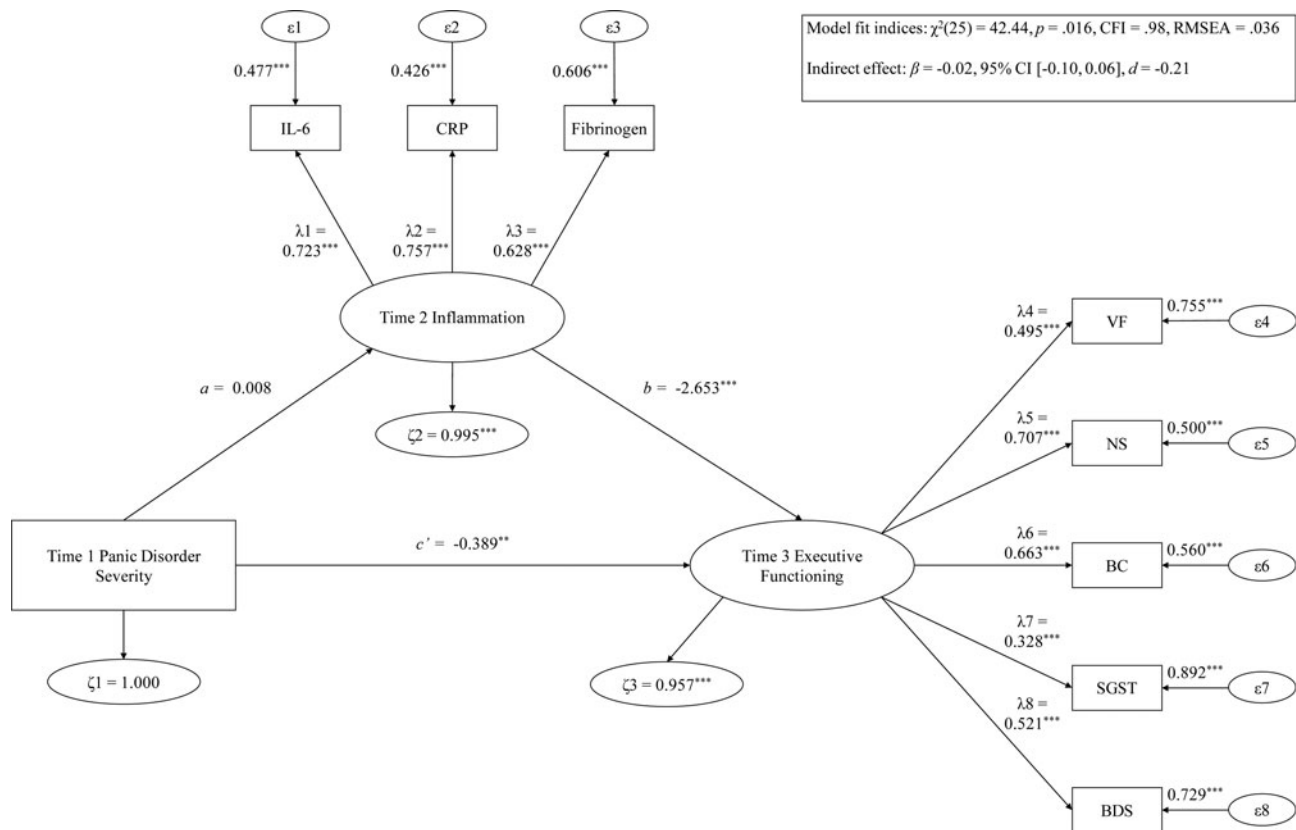 ε1
ε2
ε3
Model fit indices: χ²(25) = 42.44, p = .016, CFI = .98, RMSEA = .036
Indirect effect: β = -0.02, 95% CI [-0.10, 0.06], d = -0.21
0.477***
0.426***
0.606***
IL-6
CRP
Fibrinogen
λ1 =
0.723***
λ2 =
0.757***
λ3 =
0.628***
Time 2 Inflammation
a = 0.008
b = -2.653***
ζ2 = 0.995***
Time 1 Panic Disorder
Severity
c' = -0.389**
Time 3 Executive
Functioning
ζ1 = 1.000
ζ3 = 0.957***
λ4 =
0.495***
VF
0.755***
ε4
λ5 =
0.707***
NS
0.500***
ε5
λ6 =
0.663***
BC
0.560***
ε6
λ7 =
0.328***
SGST
0.892***
ε7
λ8 =
0.521***
BDS
0.729***
ε8